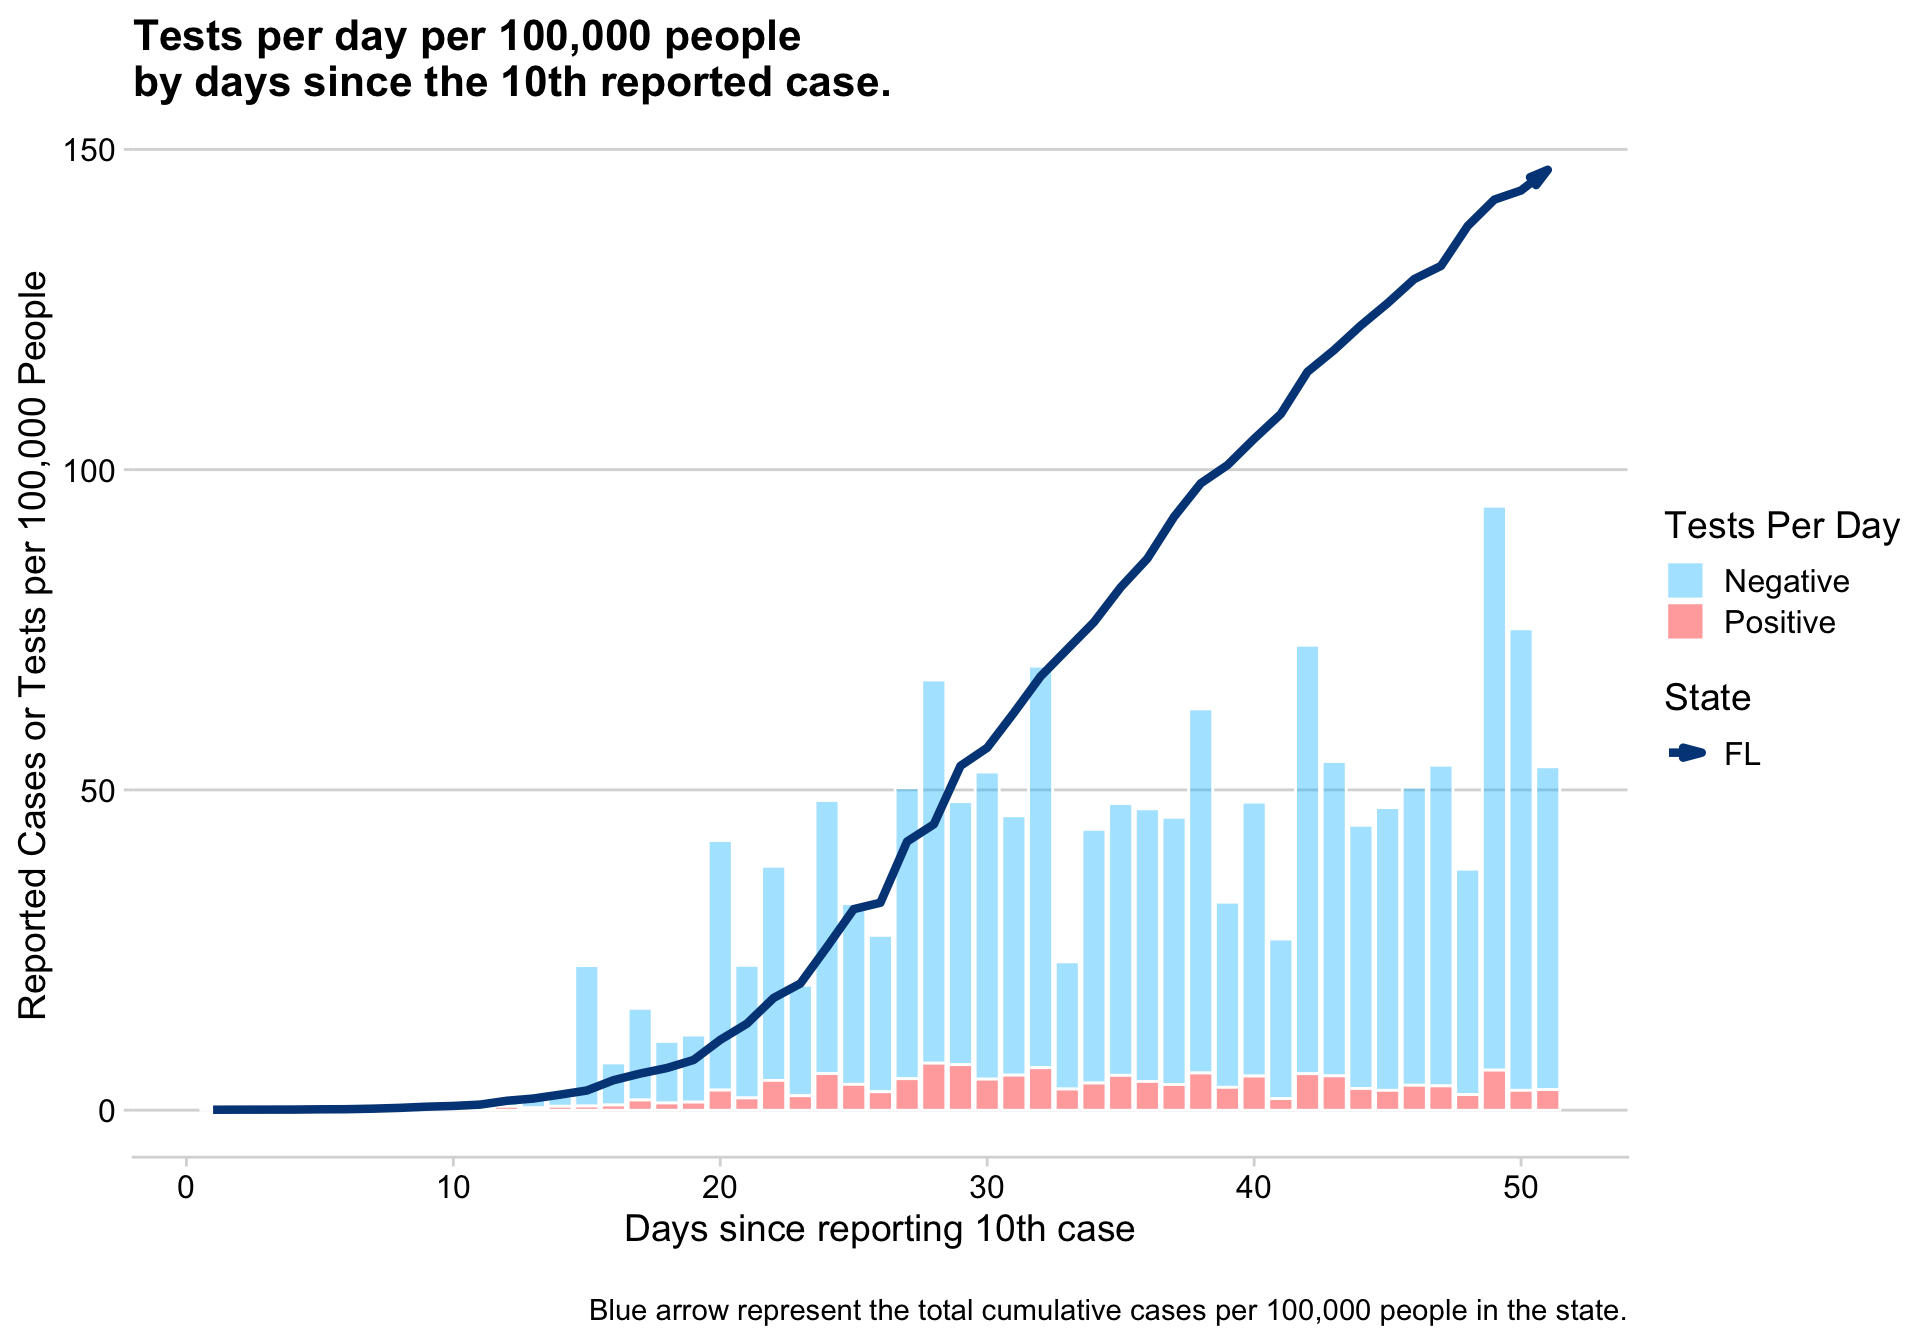 Tests per day per 100,000 people
by days since the 10th reported case.
Reported Cases or Tests per 100,000 People
150
100
50
0
0 10 20 30 40 50
Days since reporting 10th case
Tests Per Day
Negative
Positive
State
FL
Blue arrow represent the total cumulative cases per 100,000 people in the state.